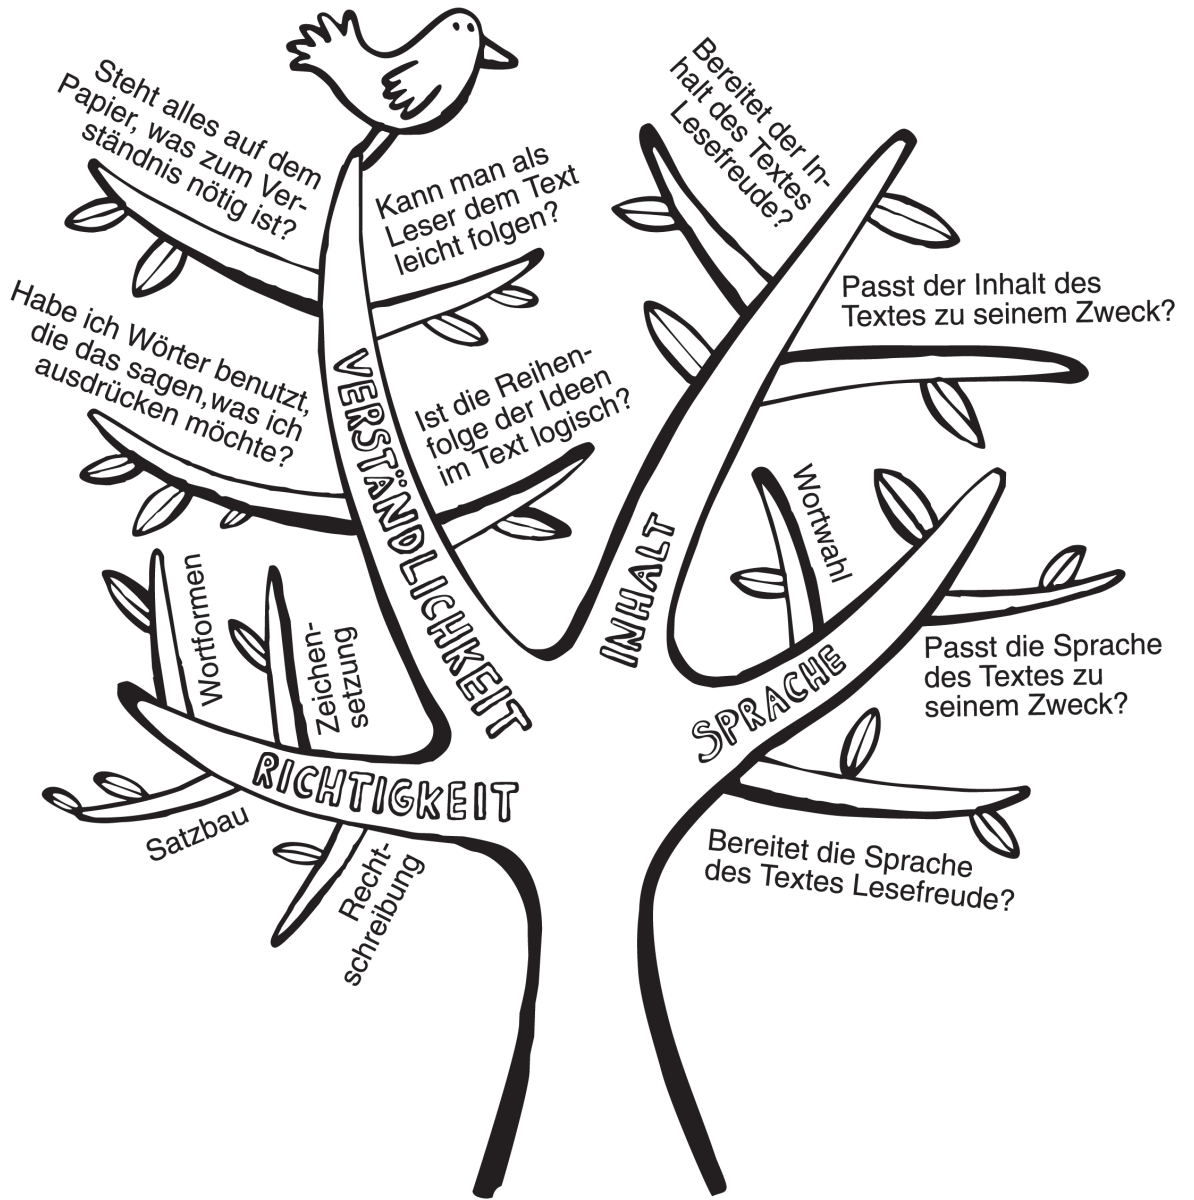 Steht alles auf dem
Papier, was zum Ver-
ständnis nötig ist?
Kann man als
Leser dem Text
leicht folgen?
Habe ich Wörter benutzt,
die das sagen, was ich
ausdrücken möchte?
Ist die Reihen-
folge der Ideen
im Text logisch?
VERSTÄNDLICHKEIT
Bereitet der In-
halt des Textes
Lesefreude?
Passt der Inhalt des
Textes zu seinem Zweck?
INHALT
Wortwahl
Passt die Sprache
des Textes zu
seinem Zweck?
SPRACHE
Bereitet die Sprache
des Textes Lesefreude?
Wortformen
Zeichen-
setzung
RICHTIGKEIT
Satzbau
Recht-
schreibung